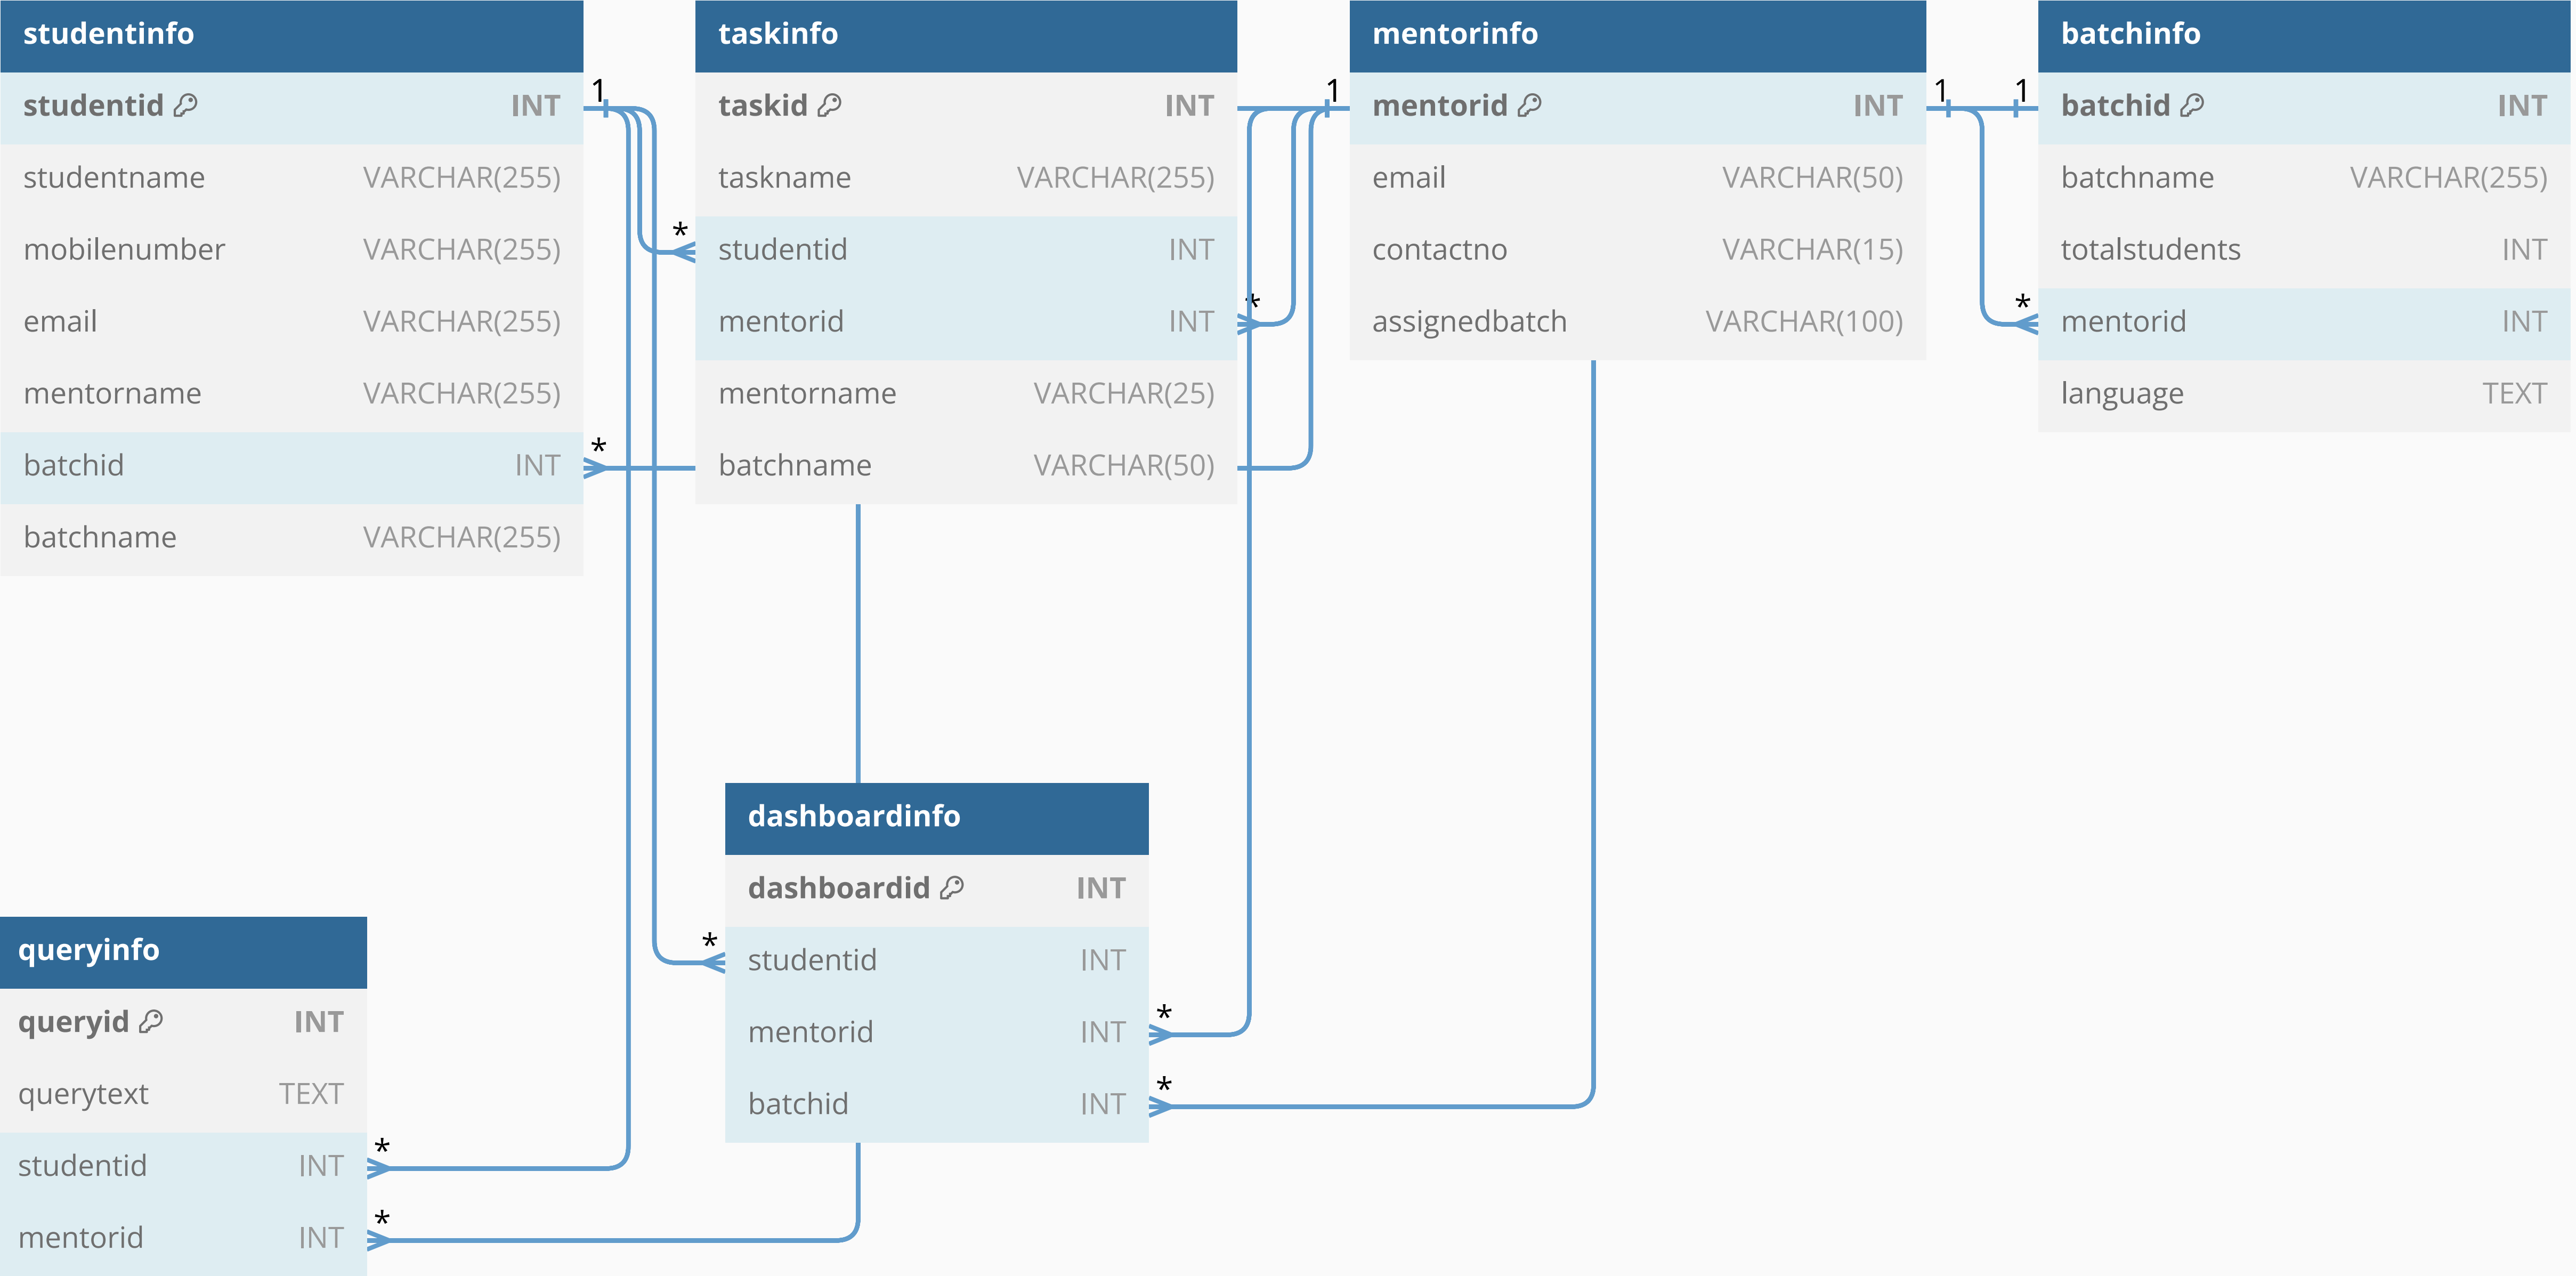 studentinfo
studentid INT
studentname VARCHAR(255)
mobilenumber VARCHAR(255)
email VARCHAR(255)
mentorname VARCHAR(255)
batchid INT
batchname VARCHAR(255)
1
*
taskinfo
taskid INT
taskname VARCHAR(255)
studentid INT
mentorid INT
mentorname VARCHAR(25)
batchname VARCHAR(50)
*
*
1
mentorinfo
mentorid INT
email VARCHAR(50)
contactno VARCHAR(15)
assignedbatch VARCHAR(100)
1
1
*
batchinfo
batchid INT
batchname VARCHAR(255)
totalstudents INT
mentorid INT
language TEXT
dashboardinfo
dashboardid INT
* studentid INT
mentorid INT *
batchid INT *
queryinfo
queryid INT
querytext TEXT
studentid INT *
mentorid INT *